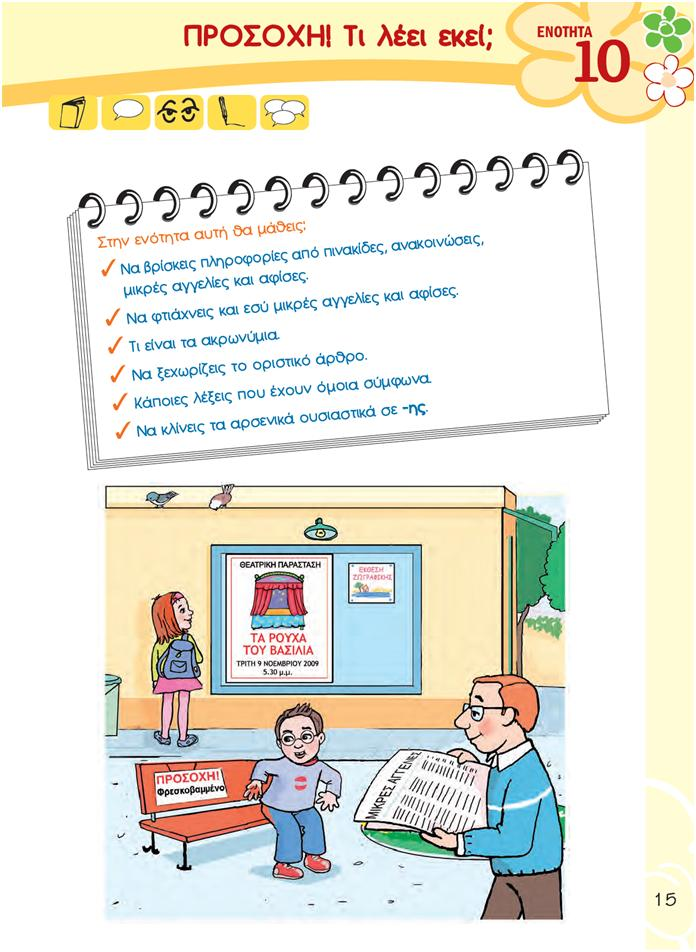 ΠΡΟΣΟΧΗ! Τι λέει εκεί;
ΕΝΟΤΗΤΑ
10
Στην ενότητα αυτή θα μάθεις:
✓ Να βρίσκεις πληροφορίες από πινακίδες, ανακοινώσεις,
μικρές αγγελίες και αφίσες.
✓ Να φτιάχνεις και εσύ μικρές αγγελίες και αφίσες.
✓ Τι είναι τα ακρωνύμια.
✓ Να ξεχωρίζεις το οριστικό άρθρο.
✓ Κάποιες λέξεις που έχουν όμοια σύμφωνα.
✓ Να κλίνεις τα αρσενικά ουσιαστικά σε -ης.
ΘΕΑΤΡΙΚΗ ΠΑΡΑΣΤΑΣΗ
ΤΑ ΡΟΥΧΑ
ΤΟΥ ΒΑΣΙΛΙΑ
ΤΡΙΤΗ 9 ΝΟΕΜΒΡΙΟΥ 2009
5.30 μ.μ.
ΕΚΘΕΣΗ
ΖΩΓΡΑΦΙΚΗΣ
ΠΡΟΣΟΧΗ!
Φρεσκοβαμμένο
ΜΙΚΡΕΣ ΑΓΓΕΛΙΕΣ
15